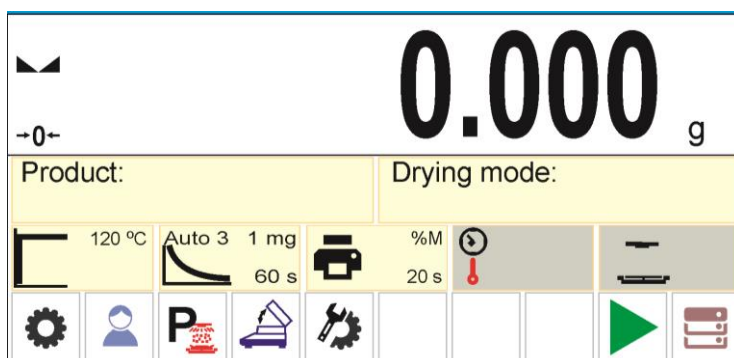 0.000 g
→0←
Product:
Drying mode:
120 ºC
Auto 3 1 mg
60 s
%M
20 s
P